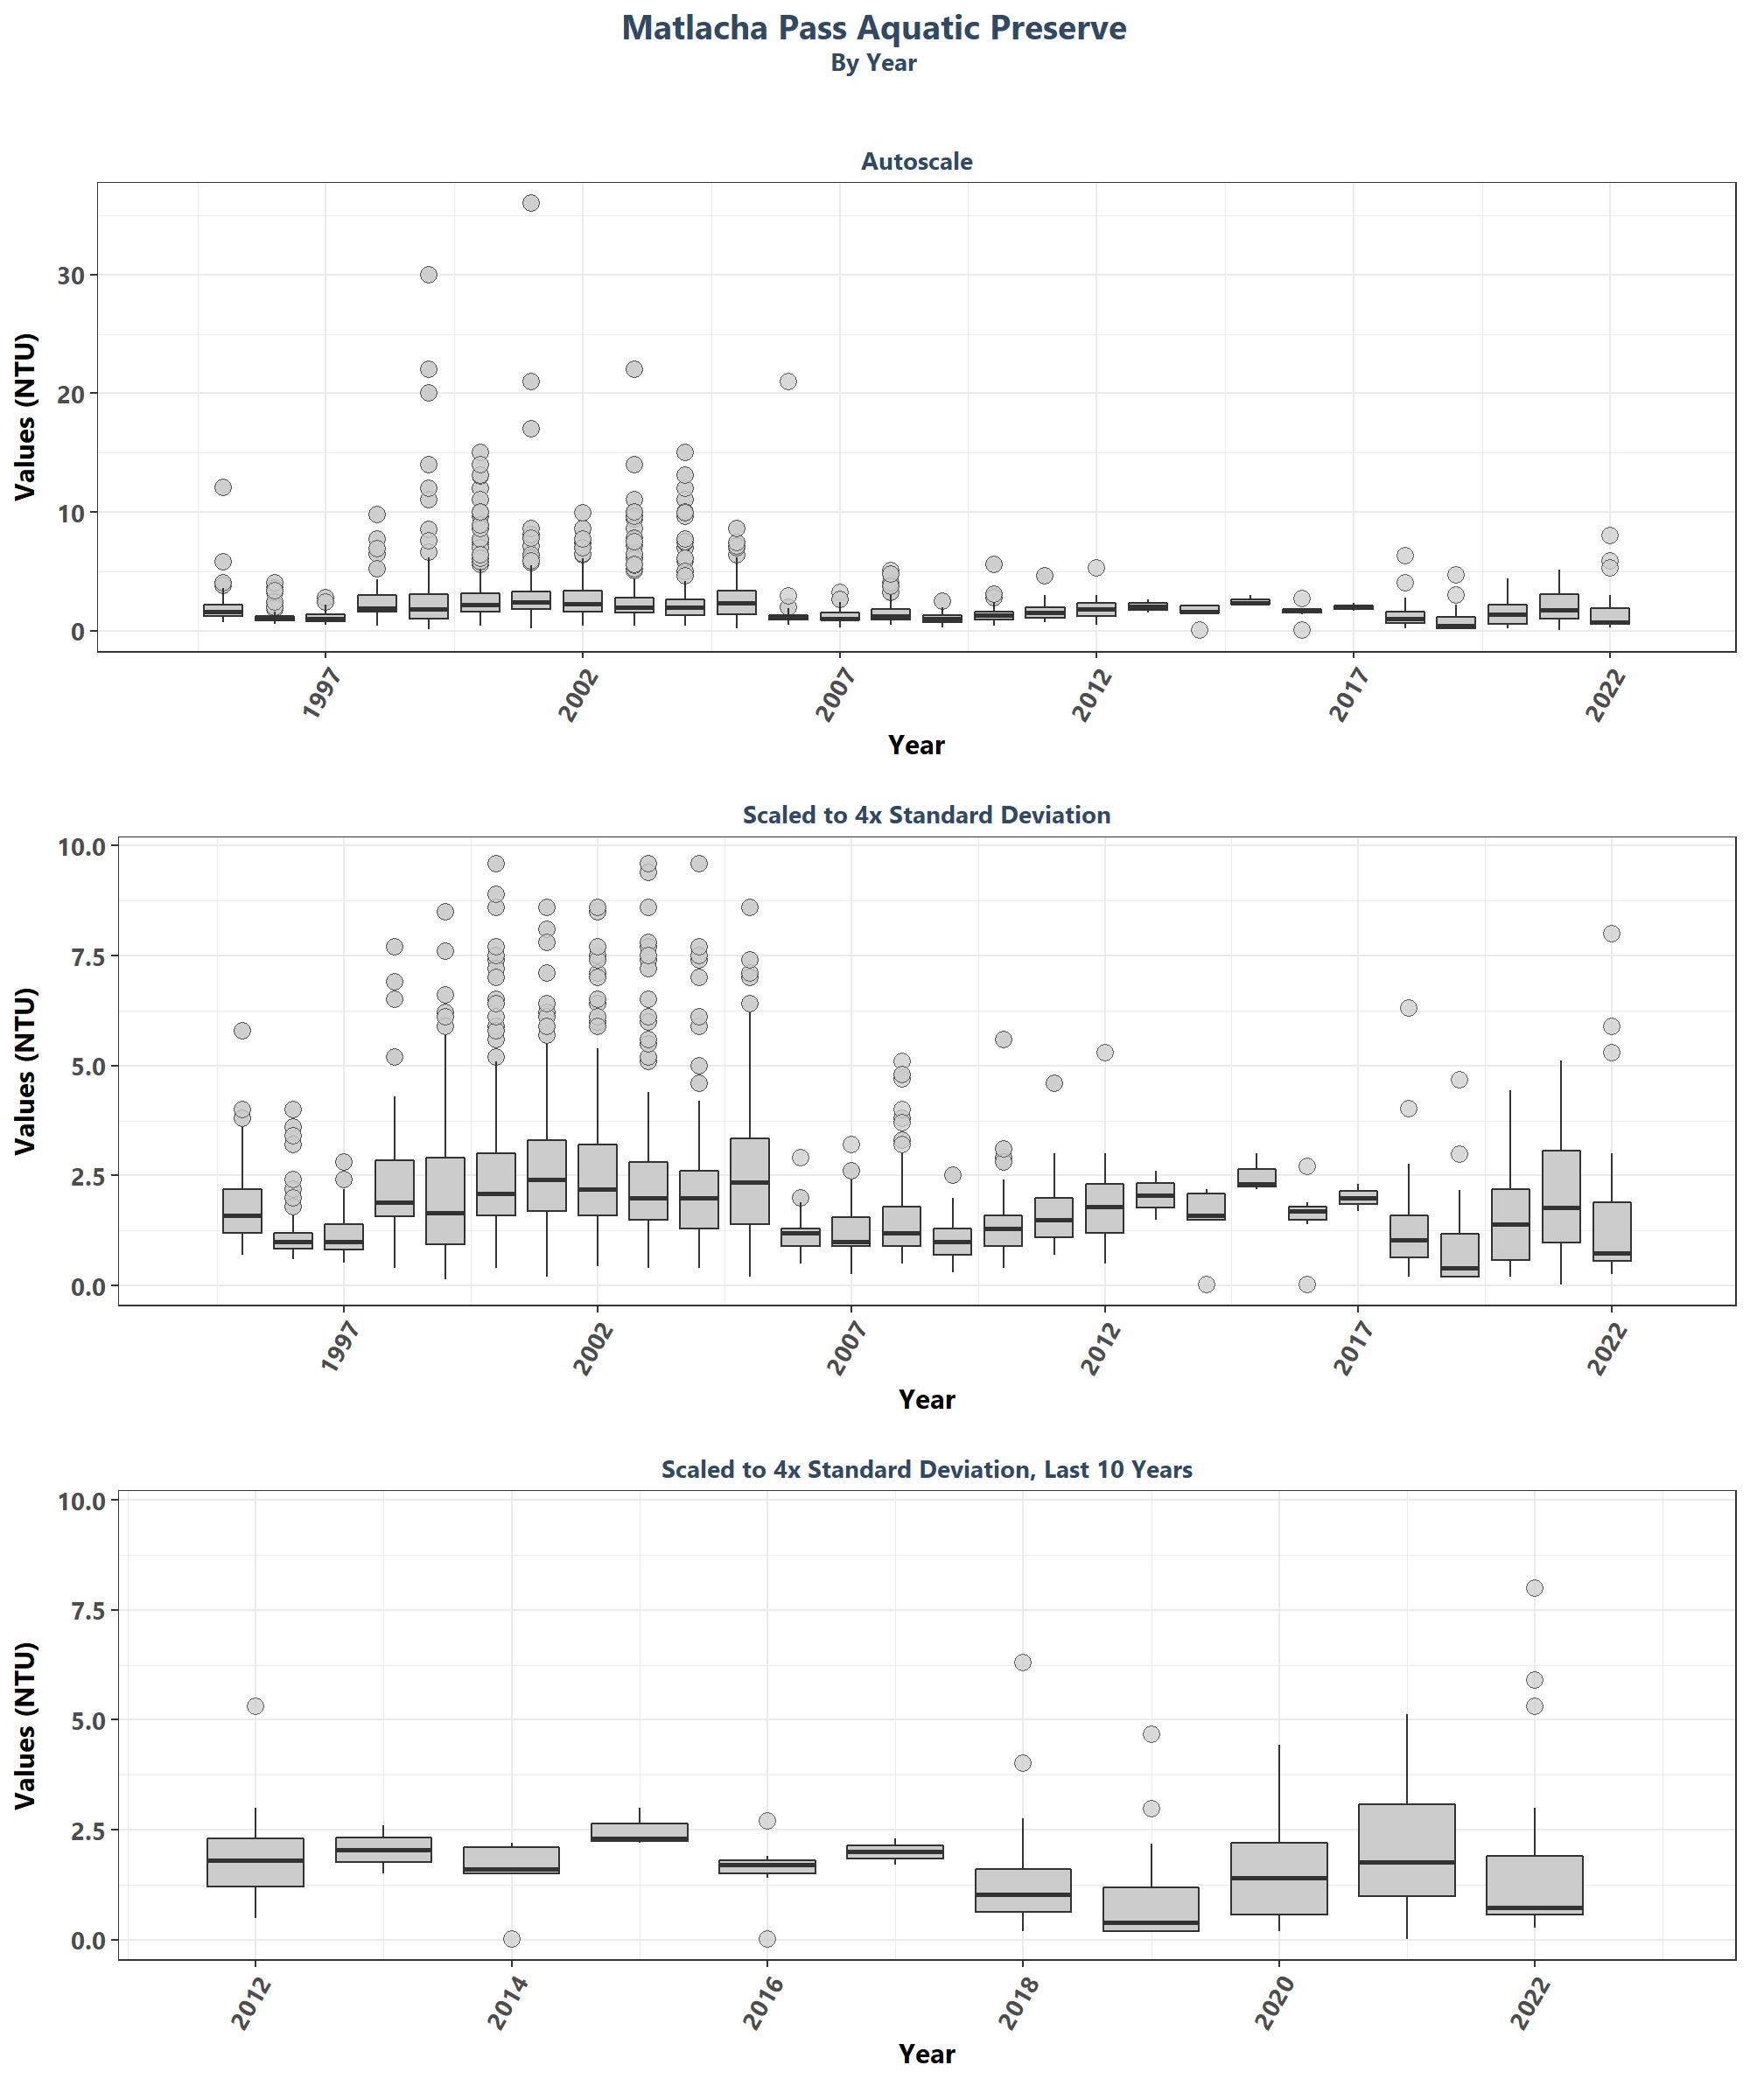 Matlacha Pass Aquatic Preserve
By Year
Autoscale
Values (NTU)
30
20
10
0
1997
2002
2007
2012
2017
2022
Year
Scaled to 4x Standard Deviation
Values (NTU)
10.0
7.5
5.0
2.5
0.0
1997
2002
2007
2012
2017
2022
Year
Scaled to 4x Standard Deviation, Last 10 Years
Values (NTU)
10.0
7.5
5.0
2.5
0.0
2012
2014
2016
2018
2020
2022
Year